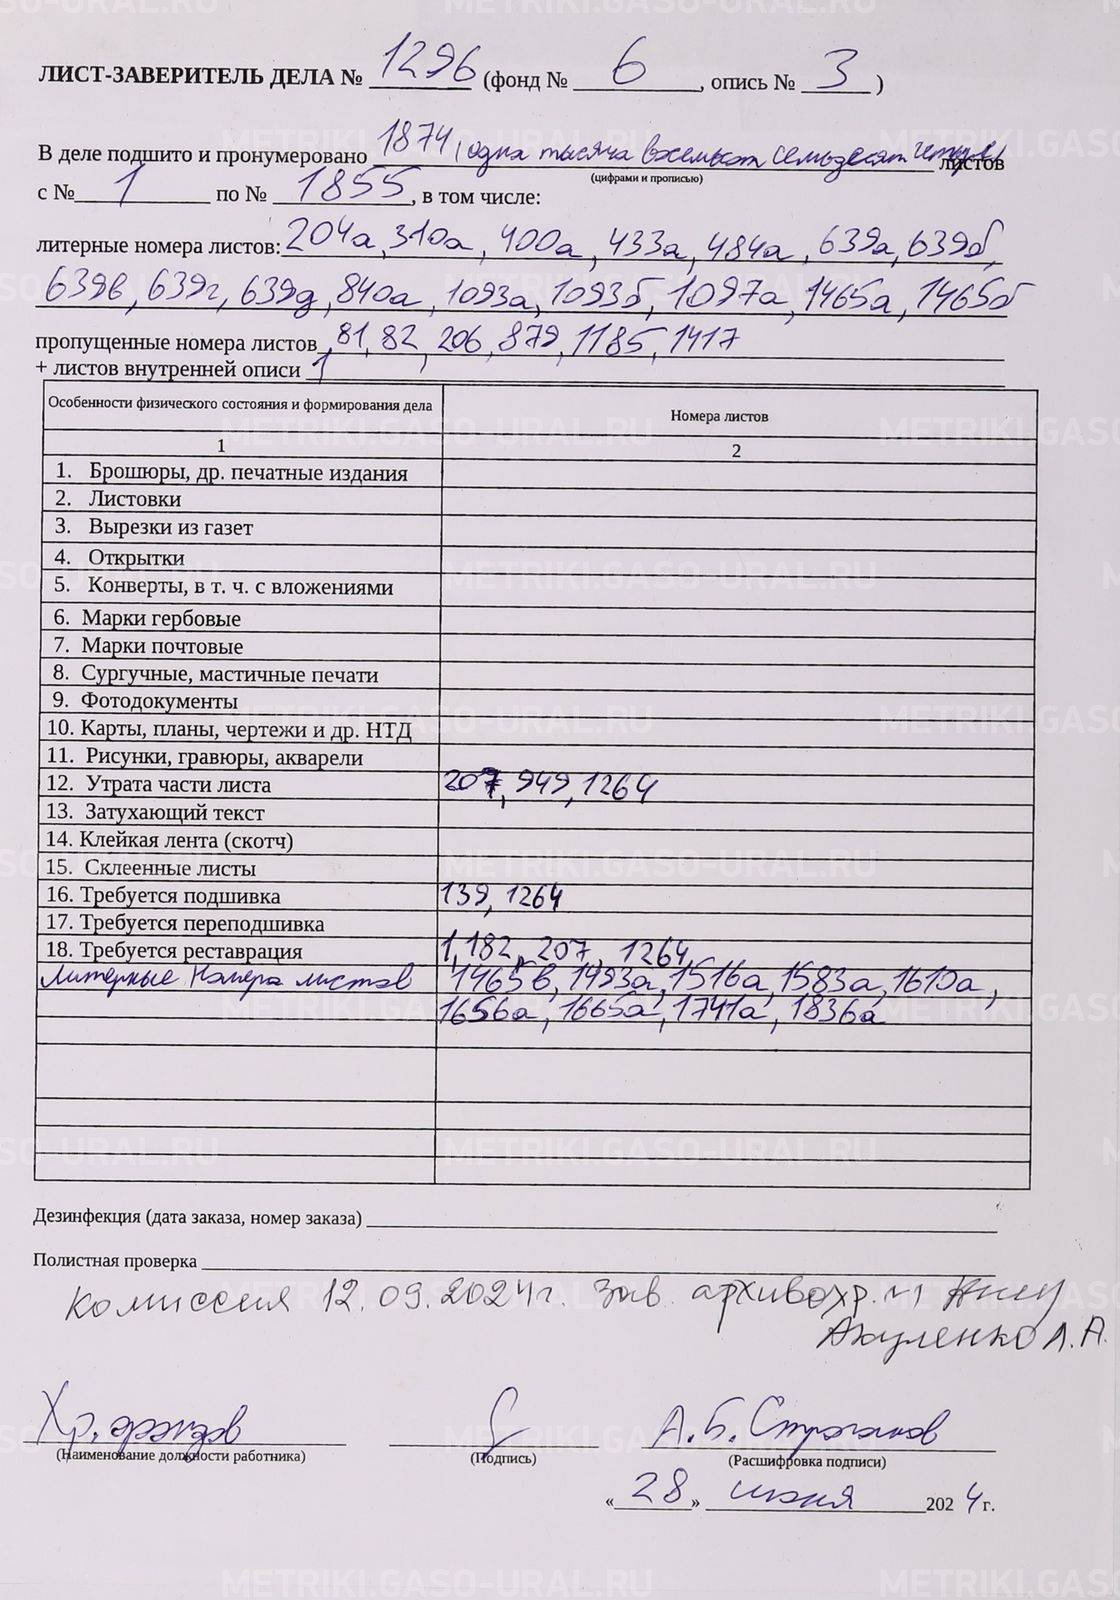 ЛИСТ-ЗАВЕРИТЕЛЬ ДЕЛА № 1296 (фонд № 6, опись № 3)
В деле подшито и пронумеровано 1874 (одна тысяча восемьсот семьдесят четыре) листов
(цифрами и прописью)
с № 1 по № 1855, в том числе:
литерные номера листов: 204а, 310а, 400а, 433а, 484а, 639а, 639б,
639в, 639г, 639д, 840а, 1093а, 1093б, 1097а, 1465а, 1465б
пропущенные номера листов 81, 82, 206, 879, 1185, 1417
+ листов внутренней описи 1
Особенности физического состояния и формирования дела Номера листов
1 2
1. Брошюры, др. печатные издания
2. Листовки
3. Вырезки из газет
4. Открытки
5. Конверты, в т. ч. с вложениями
6. Марки гербовые
7. Марки почтовые
8. Сургучные, мастичные печати
9. Фотодокументы
10. Карты, планы, чертежи и др. НТД
11. Рисунки, гравюры, акварели
12. Утрата части листа 207, 949, 1264
13. Затухающий текст
14. Клейкая лента (скотч)
15. Склеенные листы
16. Требуется подшивка 139, 1264
17. Требуется переподшивка
18. Требуется реставрация 1, 182, 207, 1264
Литерные номера листов 1465в, 1493а, 1516а, 1583а, 1610а,
1656а, 1665а, 1741а, 1836а
Дезинфекция (дата заказа, номер заказа)
Полистная проверка
комиссия 12.09.2024г. зав. архивохр. №1
Акуленко Л.А.
Хр. фондов А.Б. Строганов
(Наименование должности работника) (Подпись) (Расшифровка подписи)
«28» июня 2024 г.
METRIKI.GASO-URAL.RU